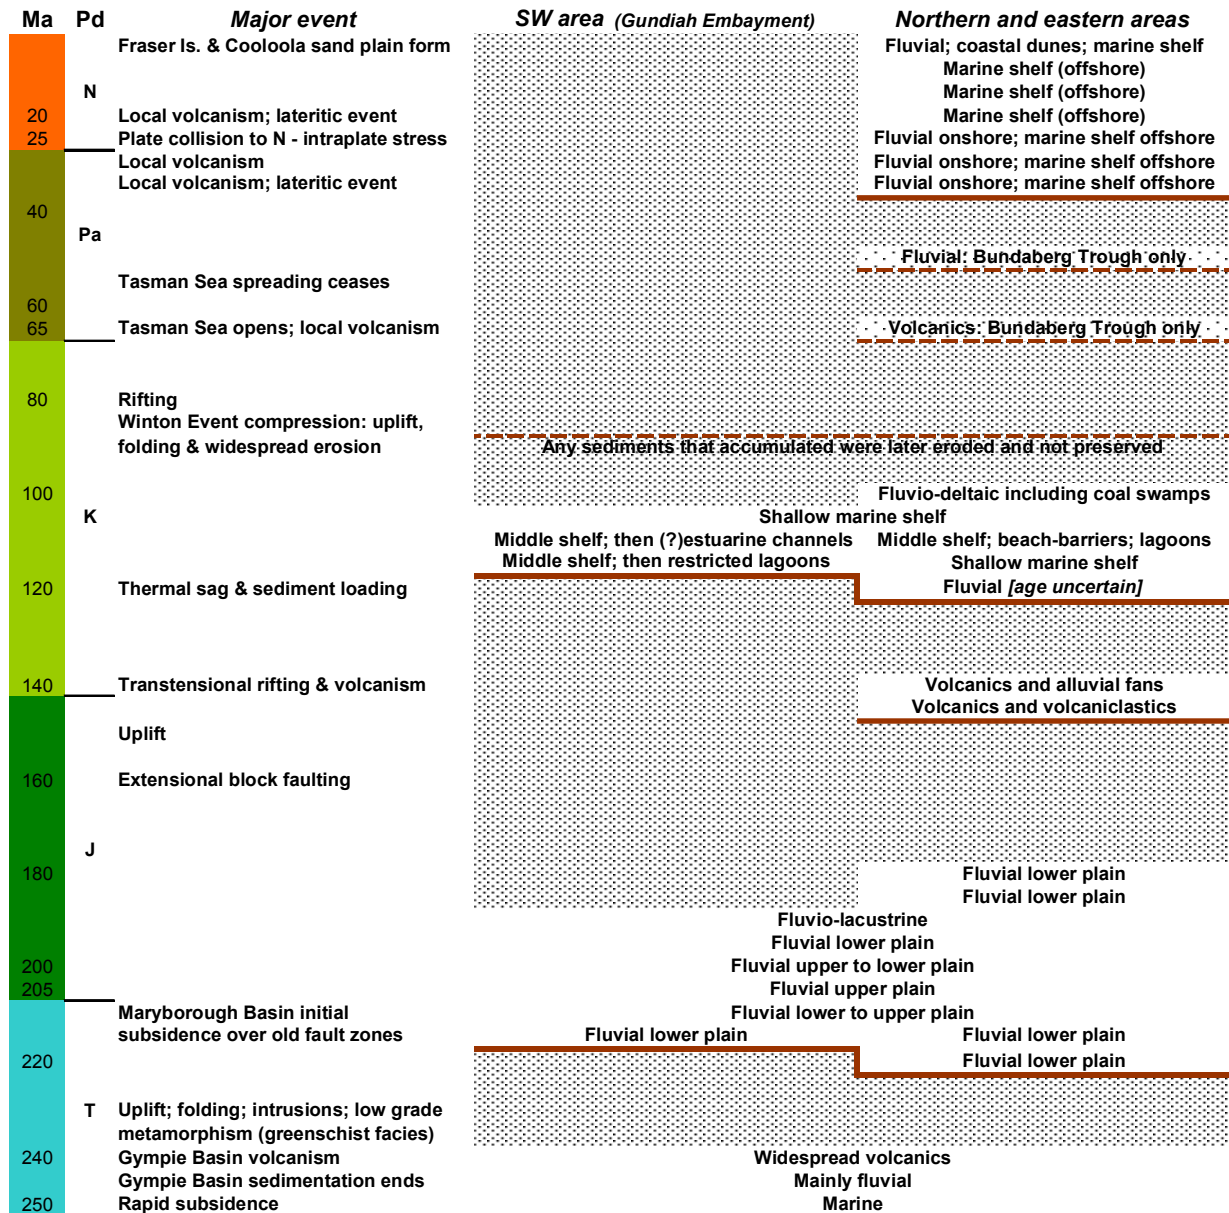 Ma Pd Major event SW area (Gundiah Embayment) Northern and eastern areas
Fraser Is. & Cooloola sand plain form Fluvial; coastal dunes; marine shelf
Marine shelf (offshore)
N Marine shelf (offshore)
20 Local volcanism; lateritic event Marine shelf (offshore)
25 Plate collision to N - intraplate stress Fluvial onshore; marine shelf offshore
Local volcanism Fluvial onshore; marine shelf offshore
Local volcanism; lateritic event Fluvial onshore; marine shelf offshore
40
Pa
Fluvial: Bundaberg Trough only
Tasman Sea spreading ceases
60
65 Tasman Sea opens; local volcanism Volcanics: Bundaberg Trough only
80 Rifting
Winton Event compression: uplift,
folding & widespread erosion Any sediments that accumulated were later eroded and not preserved
100 Fluvio-deltaic including coal swamps
K Shallow marine shelf
Middle shelf; then (?)estuarine channels Middle shelf; beach-barriers; lagoons
Middle shelf; then restricted lagoons Shallow marine shelf
120 Thermal sag & sediment loading Fluvial [age uncertain]
140 Transtensional rifting & volcanism Volcanics and alluvial fans
Volcanics and volcaniclastics
Uplift
160 Extensional block faulting
J
180 Fluvial lower plain
Fluvial lower plain
Fluvio-lacustrine
Fluvial lower plain
200 Fluvial upper to lower plain
205 Fluvial upper plain
Maryborough Basin initial Fluvial lower to upper plain
subsidence over old fault zones Fluvial lower plain Fluvial lower plain
220 Fluvial lower plain
T Uplift; folding; intrusions; low grade
metamorphism (greenschist facies)
240 Gympie Basin volcanism Widespread volcanics
Gympie Basin sedimentation ends Mainly fluvial
250 Rapid subsidence Marine